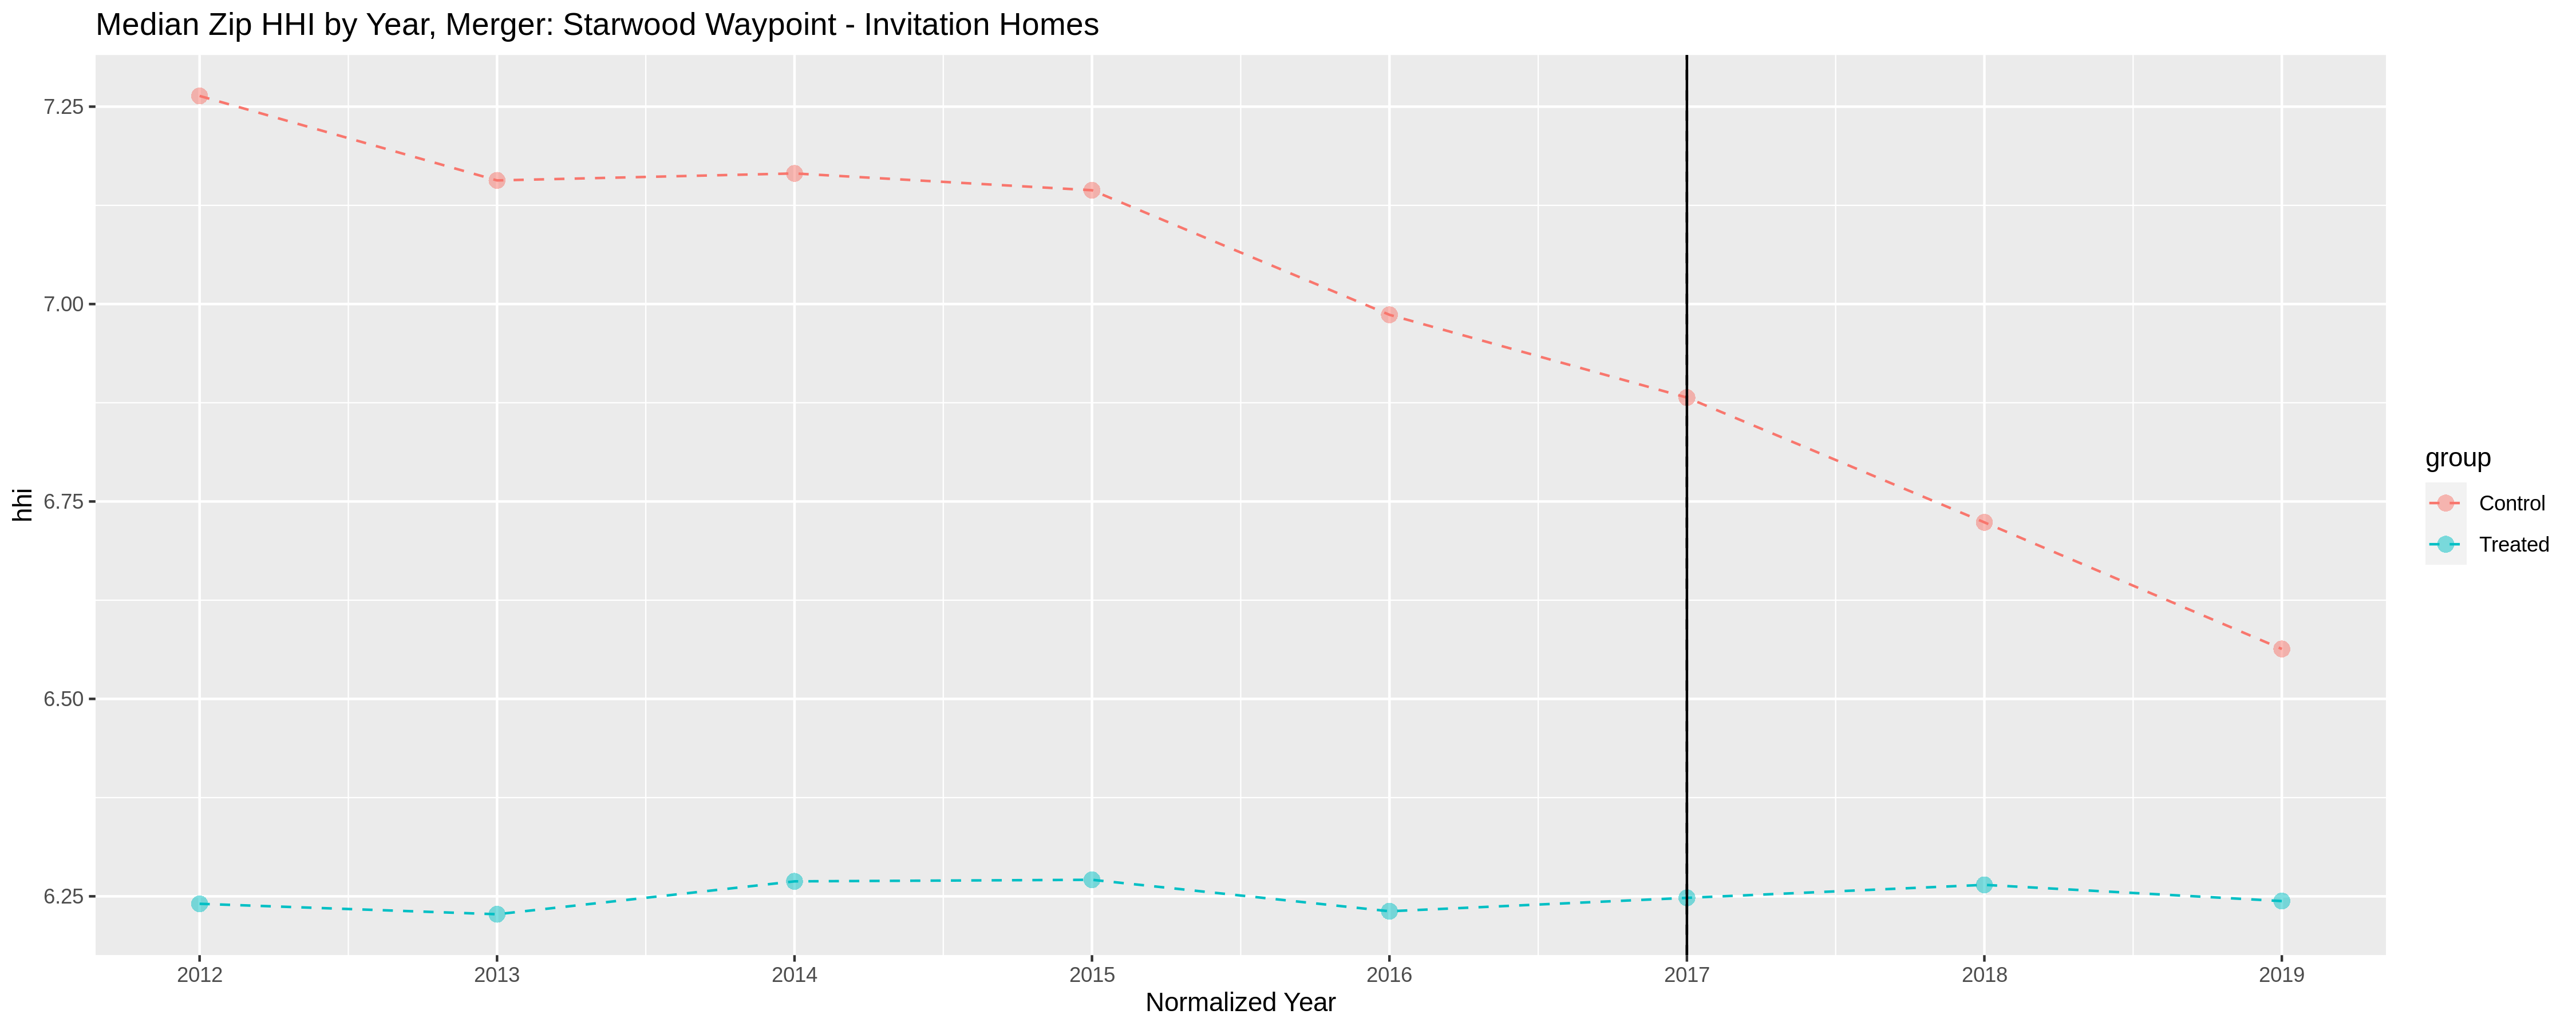 Median Zip HHI by Year, Merger: Starwood Waypoint - Invitation Homes
7.25
7.00
6.75
6.50
6.25
hhi
2012 2013 2014 2015 2016 2017 2018 2019
Normalized Year
group
Control
Treated